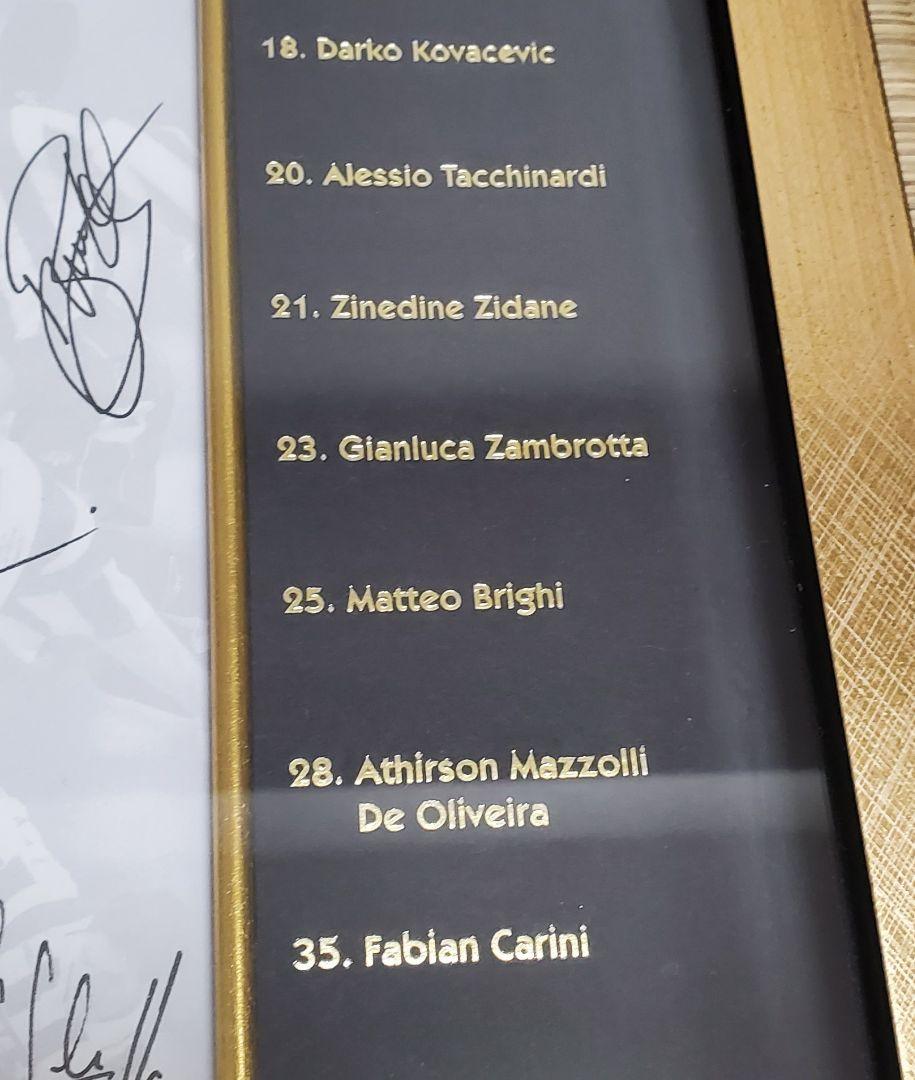 18. Darko Kovacevic
20. Alessio Tacchinardi
21. Zinedine Zidane
23. Gianluca Zambrotta
25. Matteo Brighi
28. Athirson Mazzolli
De Oliveira
35. Fabian Carini